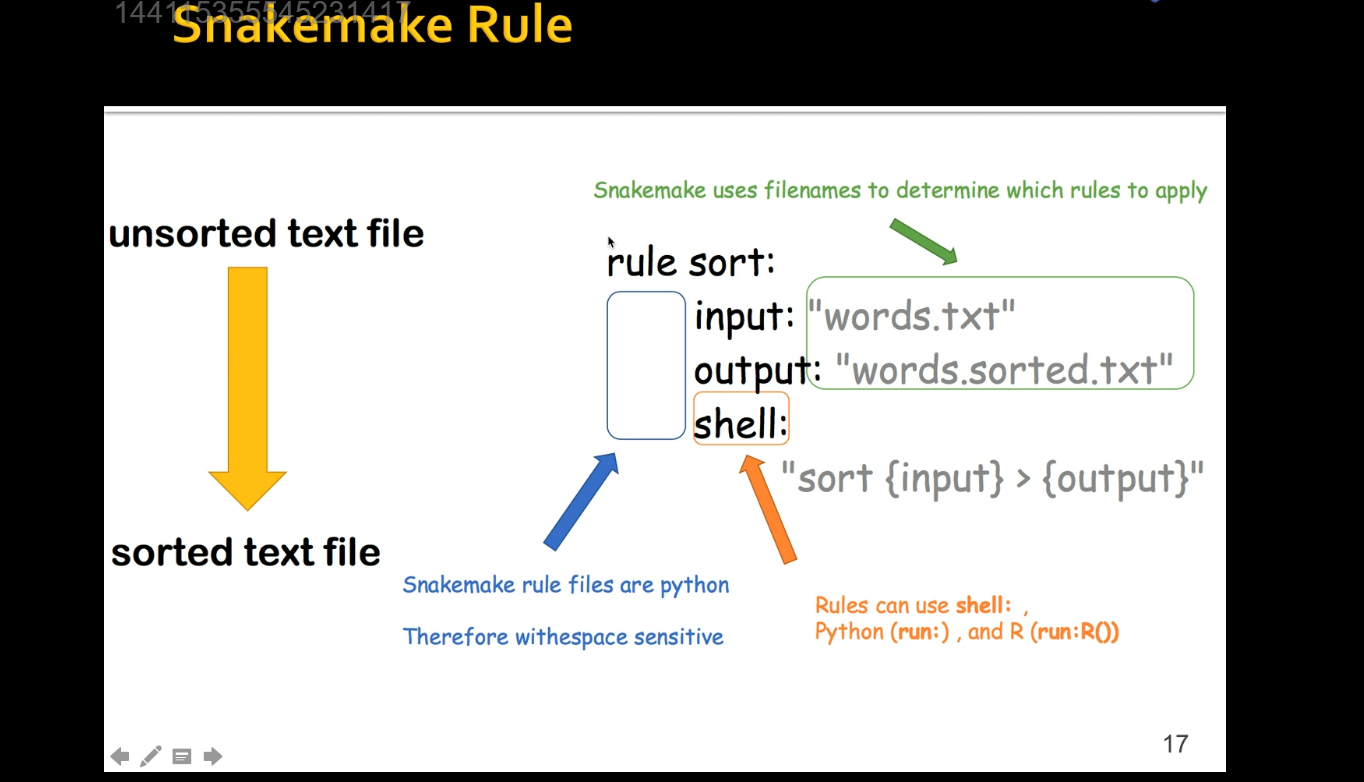 144115355545231417
Snakemake Rule
Snakemake uses filenames to determine which rules to apply
unsorted text file
rule sort:
input: "words.txt"
output: "words.sorted.txt"
shell:
"sort {input} > {output}"
sorted text file
Snakemake rule files are python
Therefore withespace sensitive
Rules can use shell: ,
Python (run:) , and R (run:R())
17